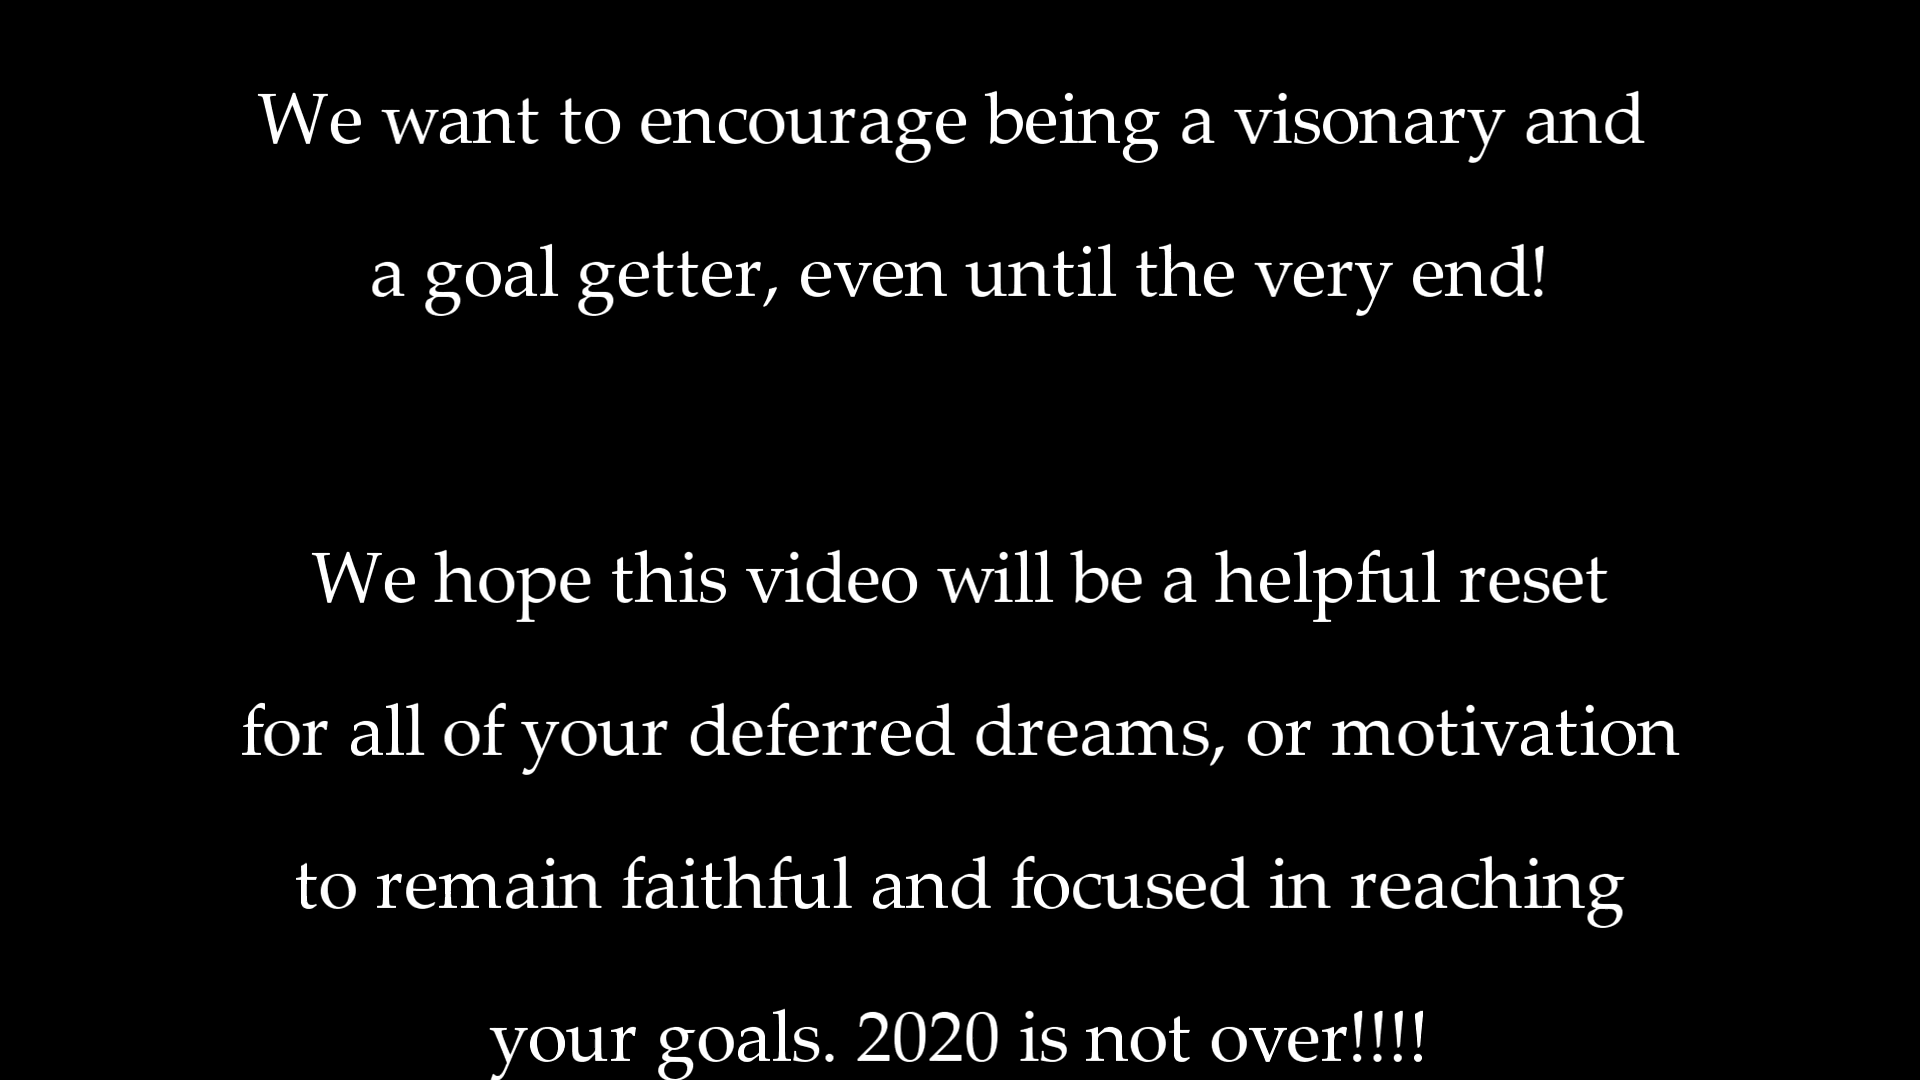 We want to encourage being a visonary and
a goal getter, even until the very end!
We hope this video will be a helpful reset
for all of your deferred dreams, or motivation
to remain faithful and focused in reaching
your goals. 2020 is not over!!!!